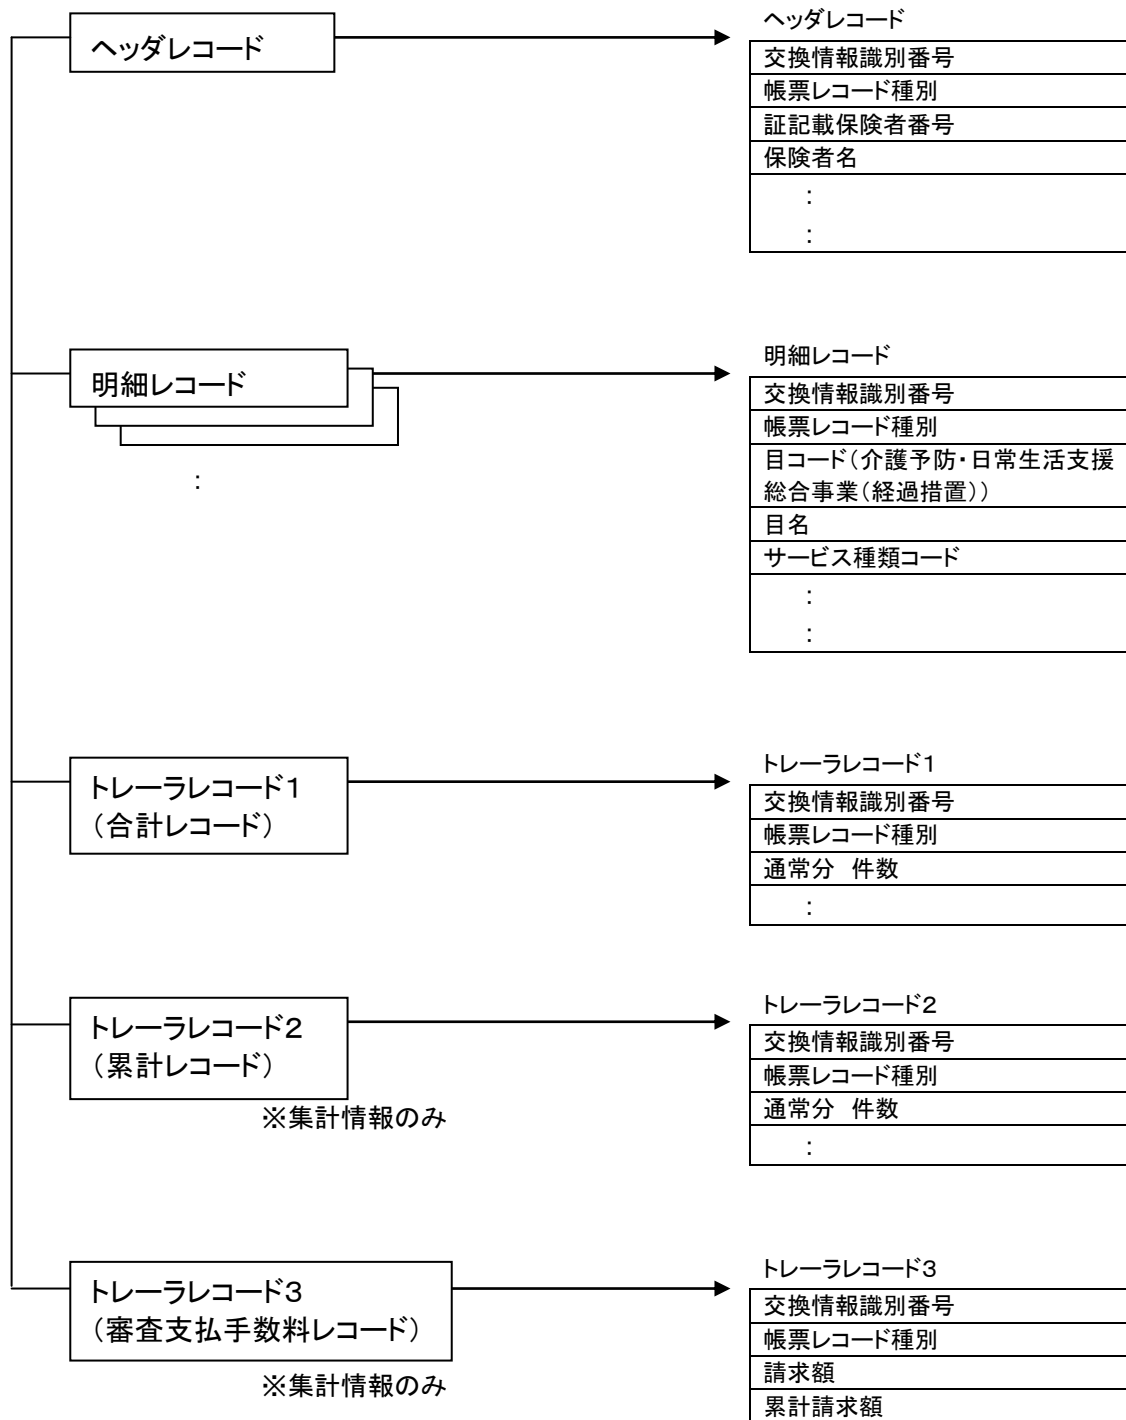 ヘッダレコード
ヘッダレコード
交換情報識別番号
帳票レコード種別
証記載保険者番号
保険者名
：
：
明細レコード
：
明細レコード
交換情報識別番号
帳票レコード種別
目コード（介護予防・日常生活支援
総合事業（経過措置））
目名
サービス種類コード
：
：
トレーラレコード１
（合計レコード）
トレーラレコード１
交換情報識別番号
帳票レコード種別
通常分　件数
：
トレーラレコード２
（累計レコード）
※集計情報のみ
トレーラレコード２
交換情報識別番号
帳票レコード種別
通常分　件数
：
トレーラレコード３
（審査支払手数料レコード）
※集計情報のみ
トレーラレコード３
交換情報識別番号
帳票レコード種別
請求額
累計請求額